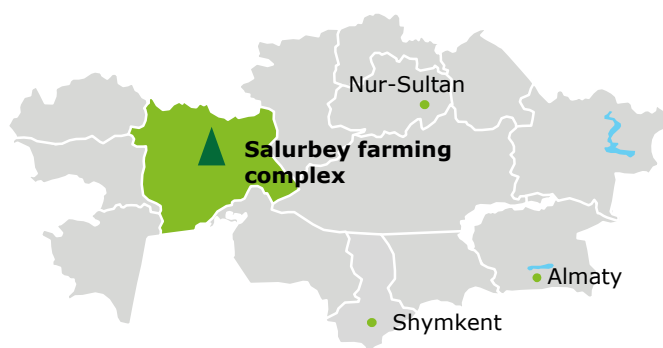 Nur-Sultan
Salurbey farming
complex
Almaty
Shymkent